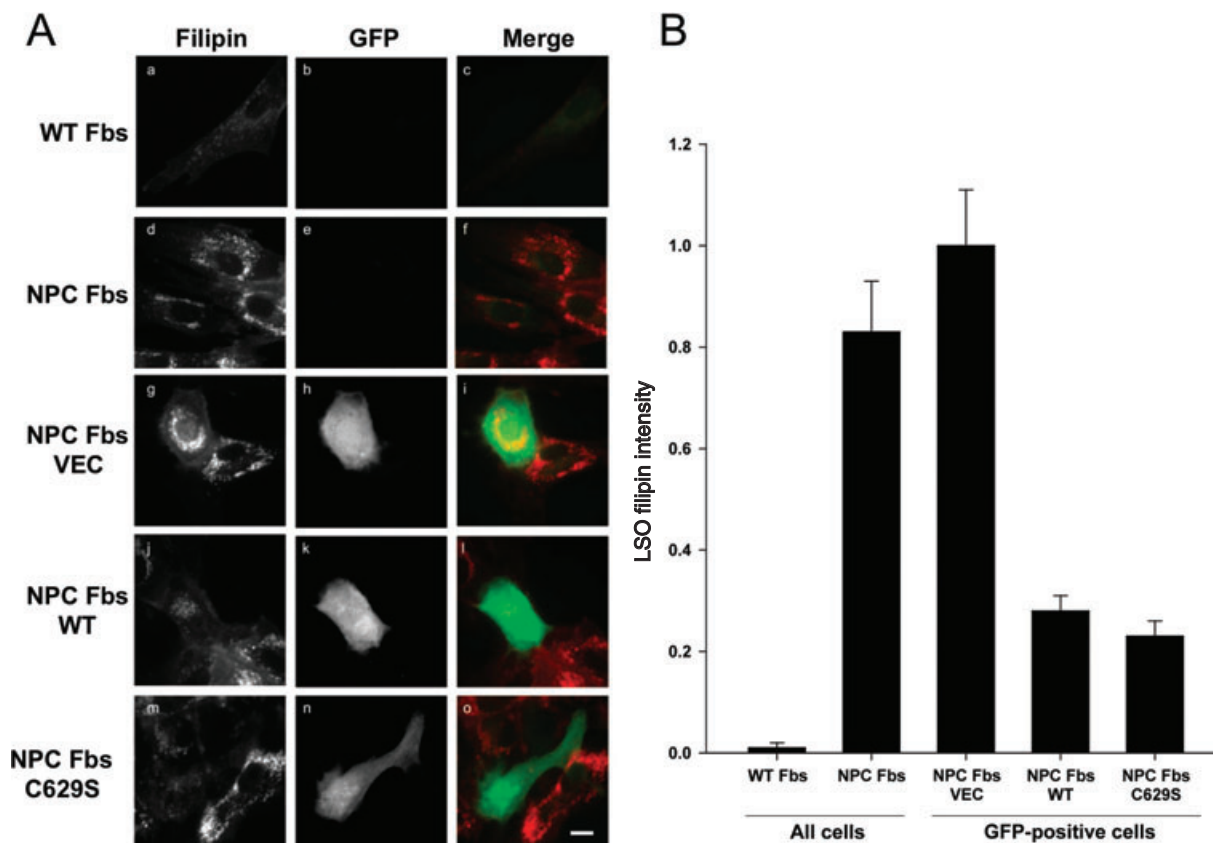 A
Filipin GFP Merge
WT Fbs
a b c
NPC Fbs
d e f
NPC Fbs
VEC
g h i
NPC Fbs
WT
j k l
NPC Fbs
C629S
m n o
B
LSO filipin intensity
1.2
1.0
0.8
0.6
0.4
0.2
0.0
WT Fbs
NPC Fbs
NPC Fbs
VEC
NPC Fbs
WT
NPC Fbs
C629S
All cells
GFP-positive cells